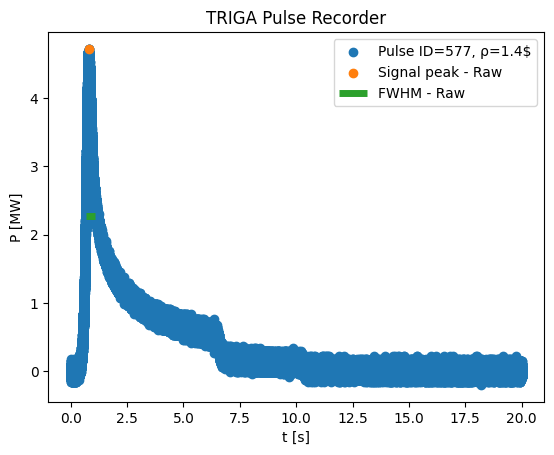 TRIGA Pulse Recorder
Pulse ID=577, ρ=1.4$
Signal peak - Raw
FWHM - Raw
P [MW]
4
3
2
1
0
0.0 2.5 5.0 7.5 10.0 12.5 15.0 17.5 20.0
t [s]